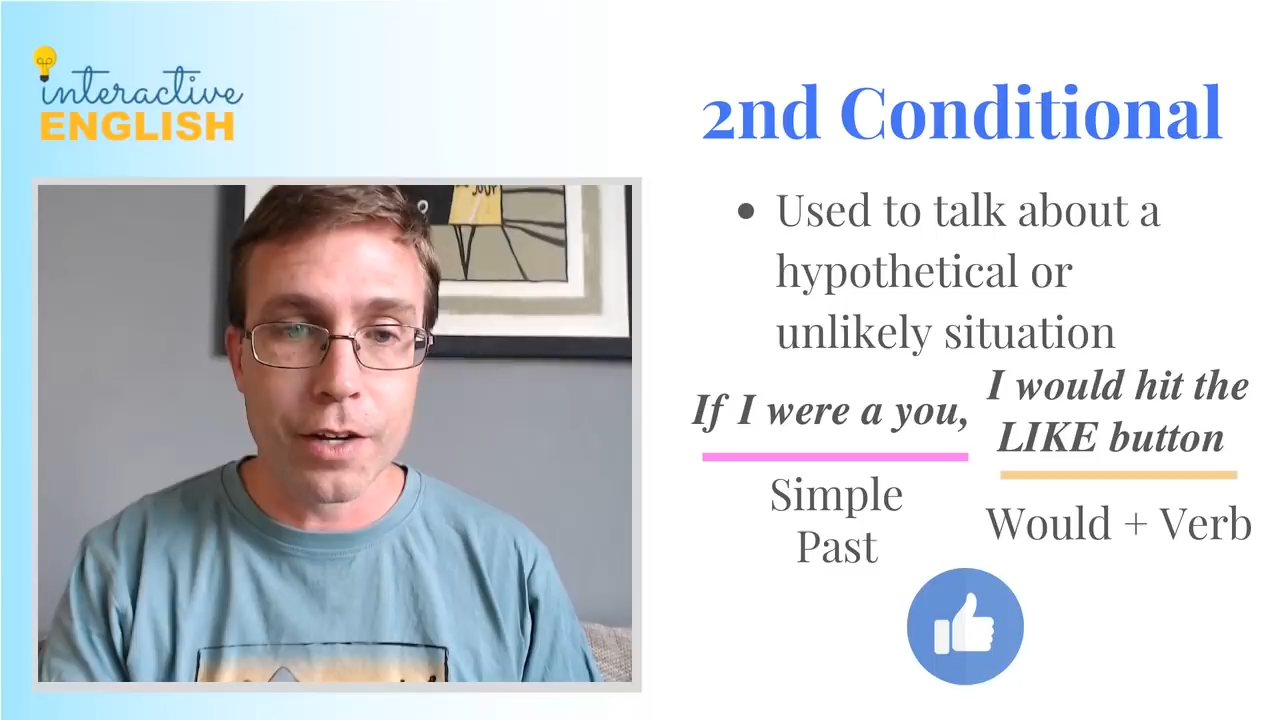 interactive
ENGLISH
2nd Conditional
• Used to talk about a
hypothetical or
unlikely situation
If I were a you,
I would hit the
LIKE button
Simple
Past
Would + Verb